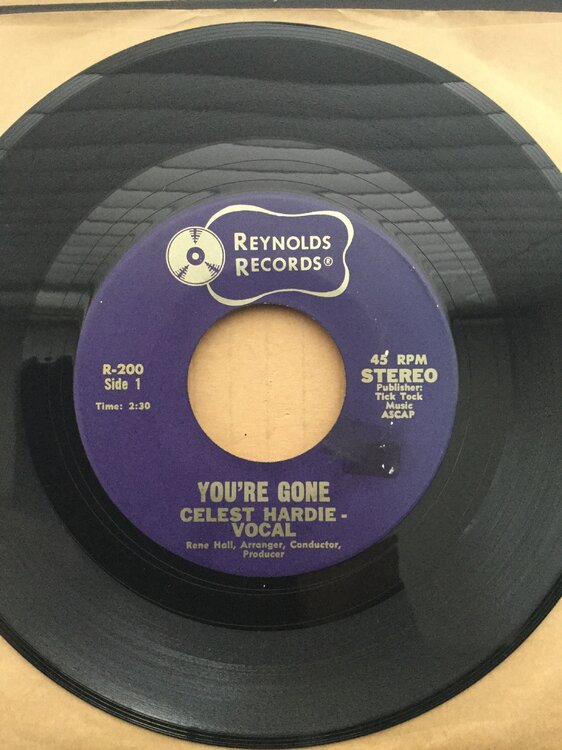 REYNOLDS
RECORDS®
R-200
Side 1
Time: 2:30
45 RPM
STEREO
Publisher:
Tick Tock
Music
ASCAP
YOU'RE GONE
CELEST HARDIE -
VOCAL
Rene Hall, Arranger, Conductor,
Producer